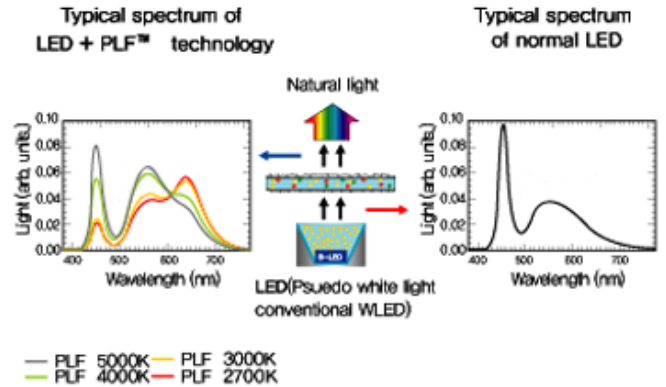 Typical spectrum of
LED + PLF™ technology
Typical spectrum
of normal LED
Natural light
0.10
0.08
0.06
0.04
0.02
0.00
400 500 600 700
Light (arb, units,)
Wavelength (nm)
B-LED
LED(Psuedo white light
conventional WLED)
0.10
0.08
0.06
0.04
0.02
0.00
400 500 600 700
Light (arb, units,)
Wavelength (nm)
PLF 5000K
PLF 3000K
PLF 4000K
PLF 2700K